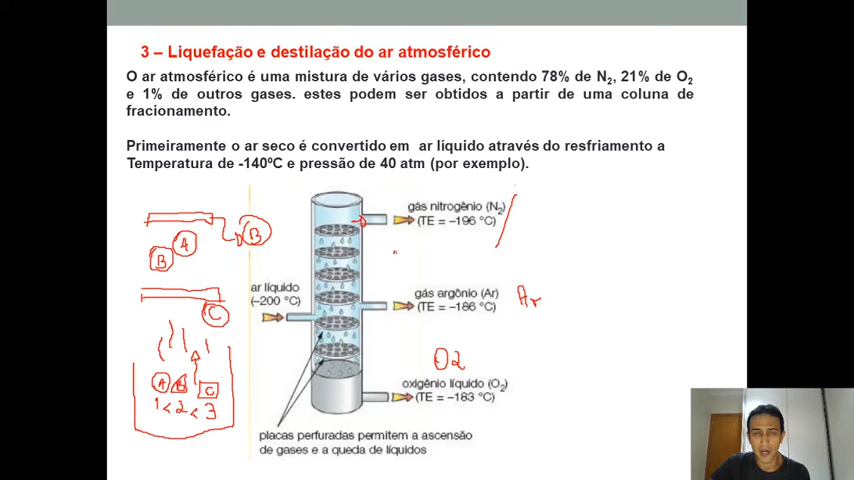 3 – Liquefação e destilação do ar atmosférico
O ar atmosférico é uma mistura de vários gases, contendo 78% de N₂, 21% de O₂
e 1% de outros gases. estes podem ser obtidos a partir de uma coluna de
fracionamento.
Primeiramente o ar seco é convertido em ar líquido através do resfriamento a
Temperatura de -140ºC e pressão de 40 atm (por exemplo).
gás nitrogênio (N₂)
(TE = –196 °C)
B
A
B
ar líquido
(–200 °C)
gás argônio (Ar)
(TE = –186 °C)
Ar
C
O2
oxigênio líquido (O₂)
(TE = –183 °C)
A B C
1 < 2 < 3
placas perfuradas permitem a ascensão
de gases e a queda de líquidos